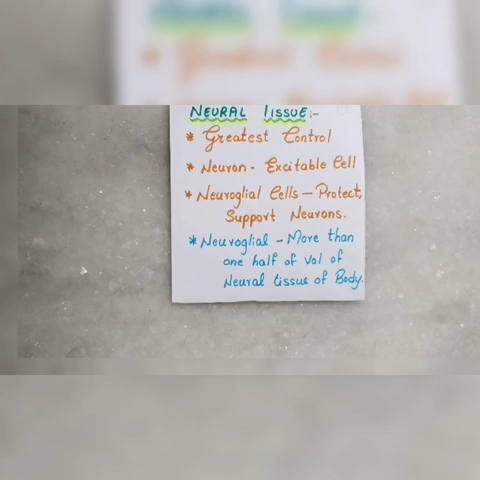 NEURAL TISSUE:-
* Greatest Control
* Neuron - Excitable Cell
* Neuroglial Cells - Protect,
Support Neurons.
* Neuroglial - More than
one half of vol of
Neural tissue of Body.